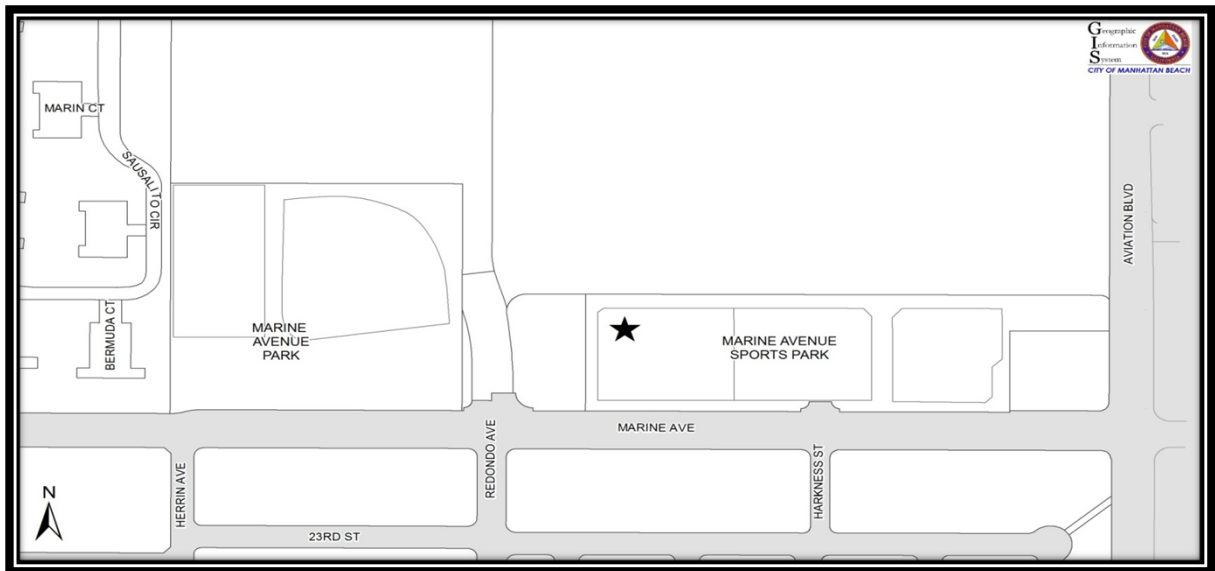 Geographic
Information
System
CITY OF MANHATTAN BEACH
MARIN CT
SAUSALITO CIR
AVIATION BLVD
BERMUDA CT
MARINE
AVENUE
PARK
MARINE AVENUE
SPORTS PARK
MARINE AVE
REDONDO AVE
HERRIN AVE
HARKNESS ST
N
23RD ST